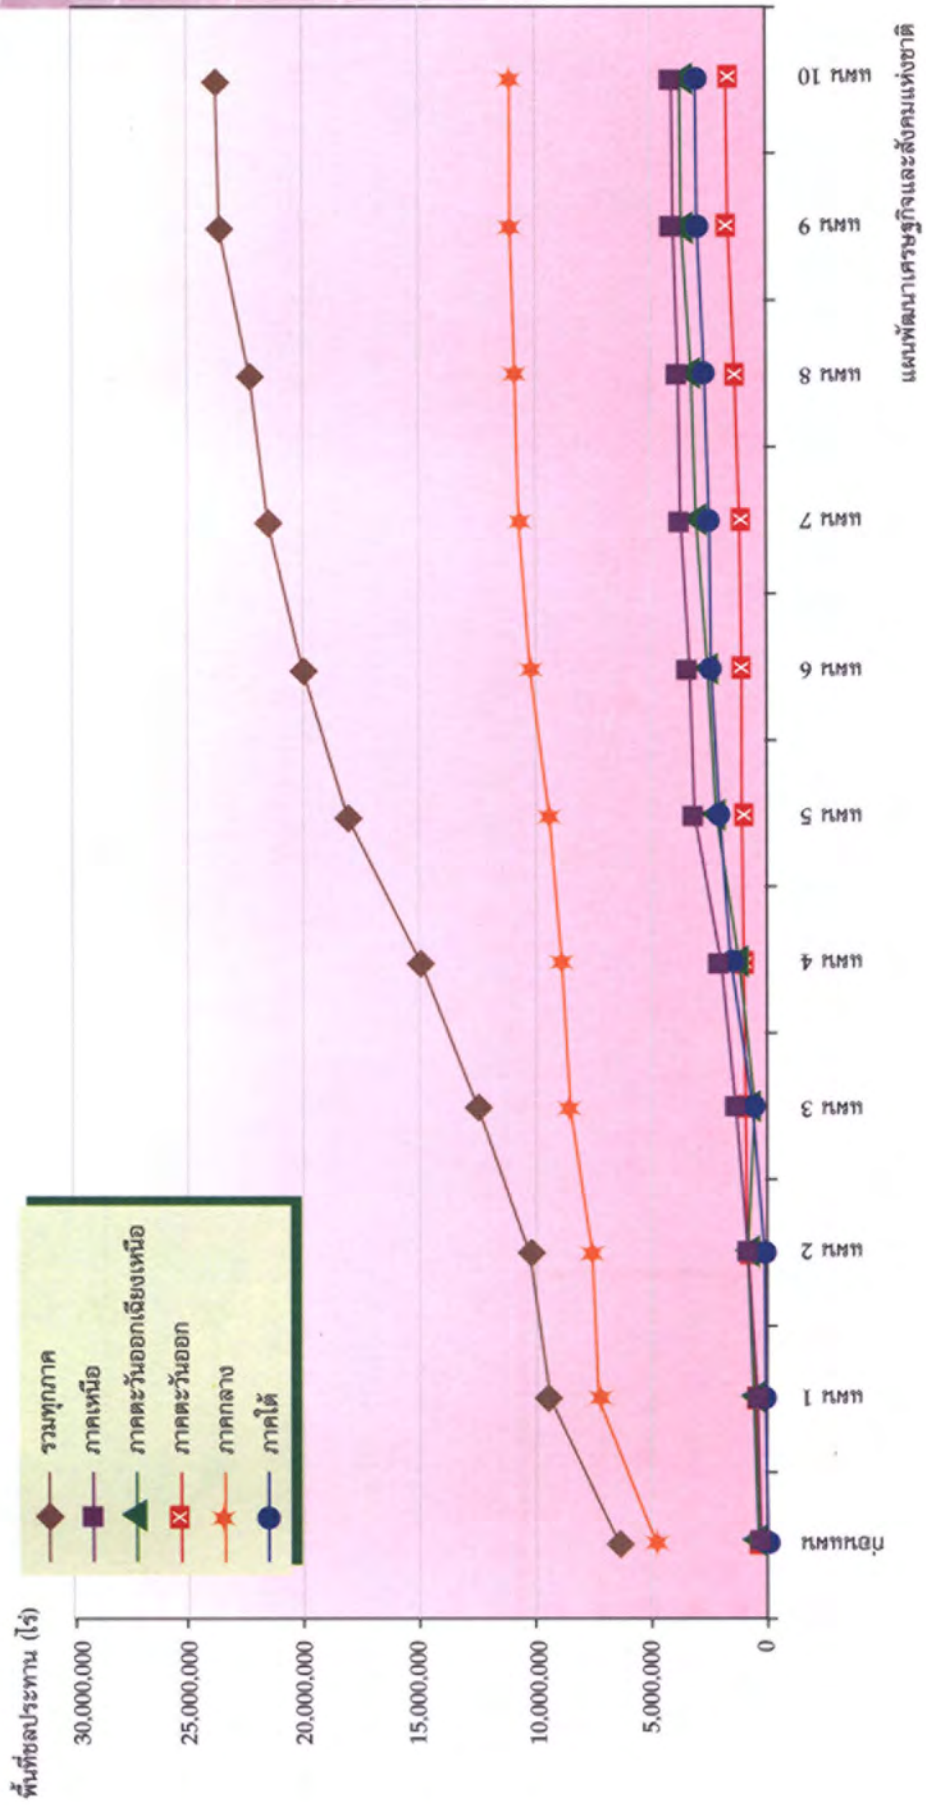 พื้นที่ชลประทาน (ไร่)
30,000,000
25,000,000
20,000,000
15,000,000
10,000,000
5,000,000
0
รวมทุกภาค
ภาคเหนือ
ภาคตะวันออกเฉียงเหนือ
ภาคตะวันออก
ภาคกลาง
ภาคใต้
ก่อนแผน
แผน 1
แผน 2
แผน 3
แผน 4
แผน 5
แผน 6
แผน 7
แผน 8
แผน 9
แผน 10
แผนพัฒนาเศรษฐกิจและสังคมแห่งชาติ